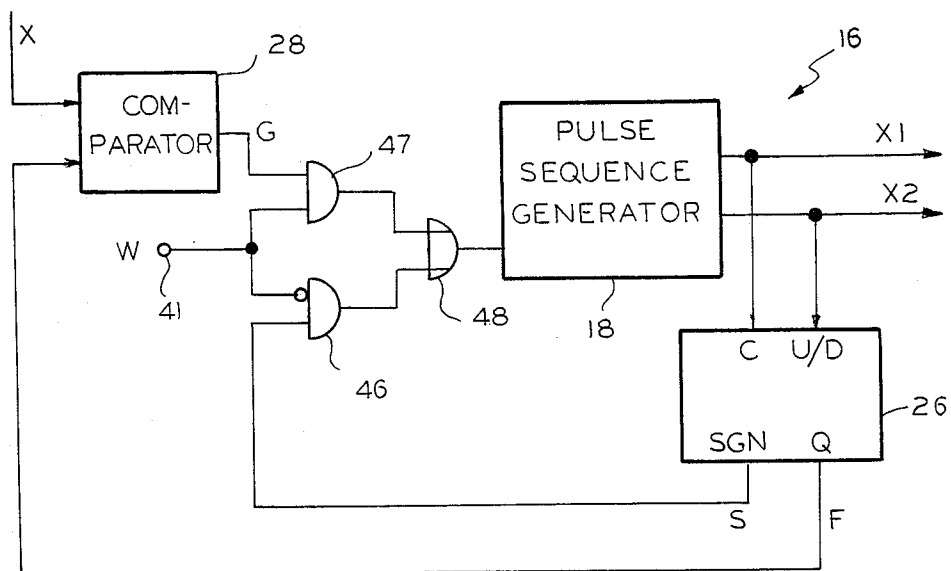 X
28
16
COM-
PARATOR
G
47
PULSE
SEQUENCE
GENERATOR
X1
X2
W
41
48
18
46
C U/D
26
SGN Q
S
F